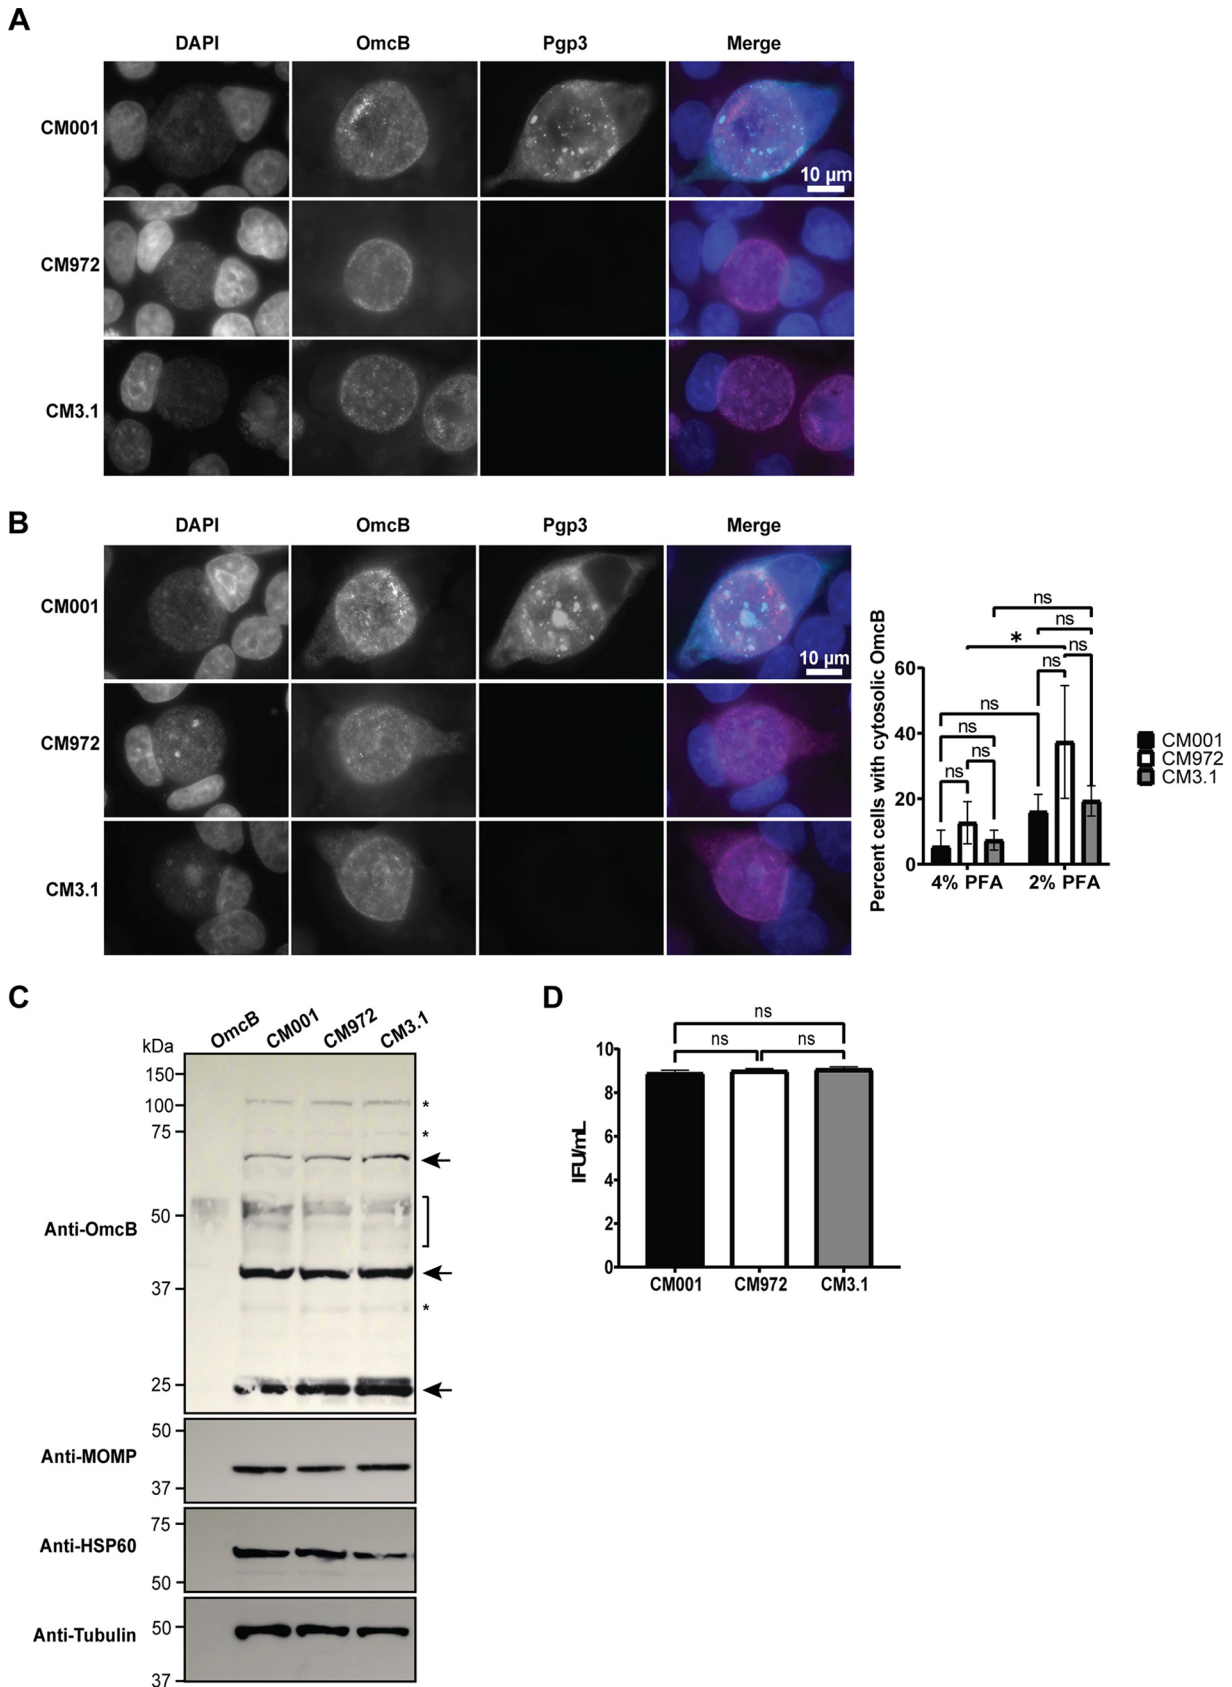 A
DAPI OmcB Pgp3 Merge
CM001
10 µm
CM972
CM3.1
B
DAPI OmcB Pgp3 Merge
CM001
10 µm
CM972
CM3.1
Percent cells with cytosolic OmcB
60
40
20
0
ns
ns
* ns
ns
ns
ns
ns ns
4% PFA 2% PFA
CM001
CM972
CM3.1
C
OmcB CM001 CM972 CM3.1
kDa
150
100 *
75 *
Anti-OmcB
50
37
*
25
Anti-MOMP
50
37
Anti-HSP60
75
50
Anti-Tubulin
50
37
D
ns
ns ns
IFU/mL
10
8
6
4
2
0
CM001 CM972 CM3.1